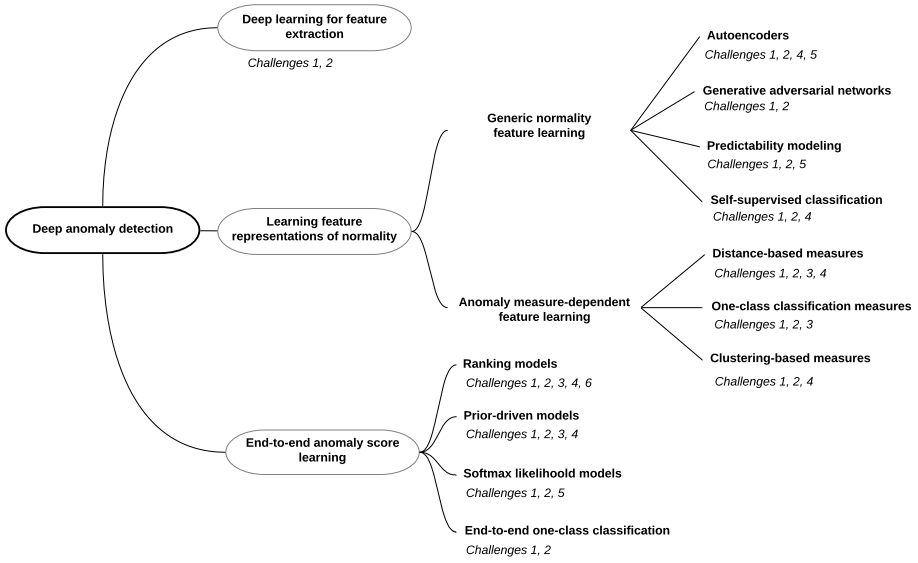 Deep learning for feature
extraction
Challenges 1, 2
Deep anomaly detection
Learning feature
representations of normality
Generic normality
feature learning
Autoencoders
Challenges 1, 2, 4, 5
Generative adversarial networks
Challenges 1, 2
Predictability modeling
Challenges 1, 2, 5
Self-supervised classification
Challenges 1, 2, 4
Anomaly measure-dependent
feature learning
Distance-based measures
Challenges 1, 2, 3, 4
One-class classification measures
Challenges 1, 2, 3
Clustering-based measures
Challenges 1, 2, 4
End-to-end anomaly score
learning
Ranking models
Challenges 1, 2, 3, 4, 6
Prior-driven models
Challenges 1, 2, 3, 4
Softmax likelihoold models
Challenges 1, 2, 5
End-to-end one-class classification
Challenges 1, 2